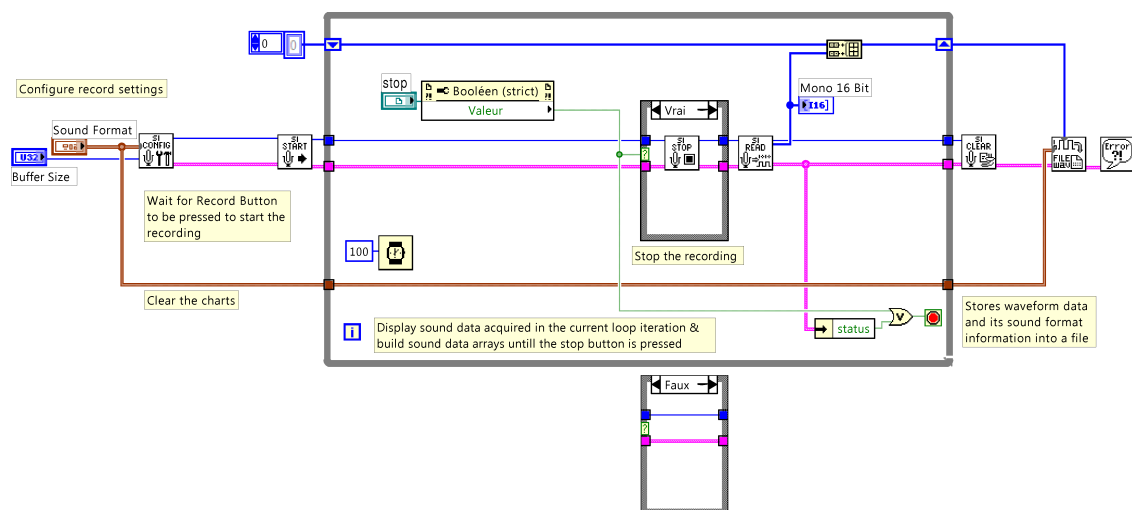 0
0
stop
Booléen (strict)
Valeur
Configure record settings
Vrai
Mono 16 Bit
I16]
Sound Format
SI
CONFIG
SI
START
SI
STOP
SI
READ
SI
CLEAR
FILE
wav
Error
?!
U32
Buffer Size
?
Wait for Record Button
to be pressed to start the
recording
100
Stop the recording
Clear the charts
i
Display sound data acquired in the current loop iteration &
build sound data arrays untill the stop button is pressed
status
V
Stores waveform data
and its sound format
information into a file
Faux
?